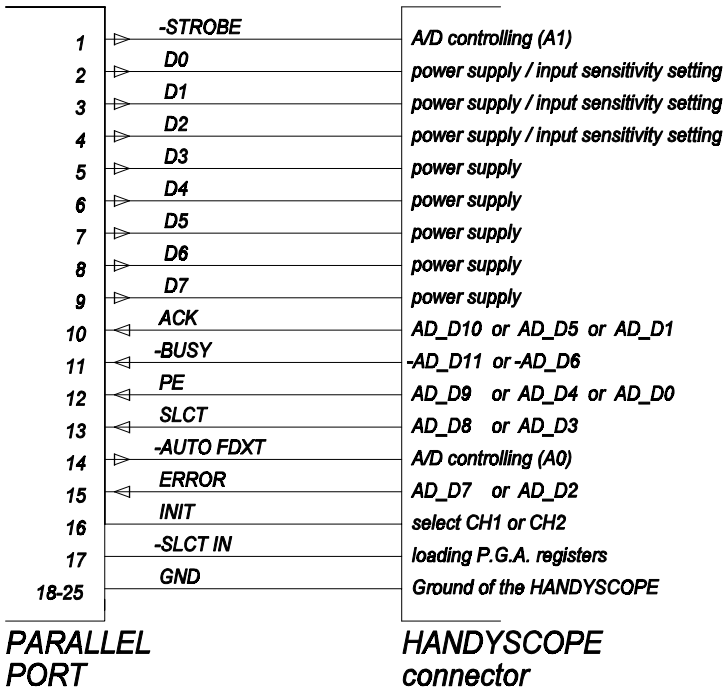 1 -STROBE A/D controlling (A1)
2 D0 power supply / input sensitivity setting
3 D1 power supply / input sensitivity setting
4 D2 power supply / input sensitivity setting
5 D3 power supply
6 D4 power supply
7 D5 power supply
8 D6 power supply
9 D7 power supply
10 ACK AD_D10 or AD_D5 or AD_D1
11 -BUSY -AD_D11 or -AD_D6
12 PE AD_D9 or AD_D4 or AD_D0
13 SLCT AD_D8 or AD_D3
14 -AUTO FDXT A/D controlling (A0)
15 ERROR AD_D7 or AD_D2
16 INIT select CH1 or CH2
17 -SLCT IN loading P.G.A. registers
18-25 GND Ground of the HANDYSCOPE
PARALLEL PORT
HANDYSCOPE connector